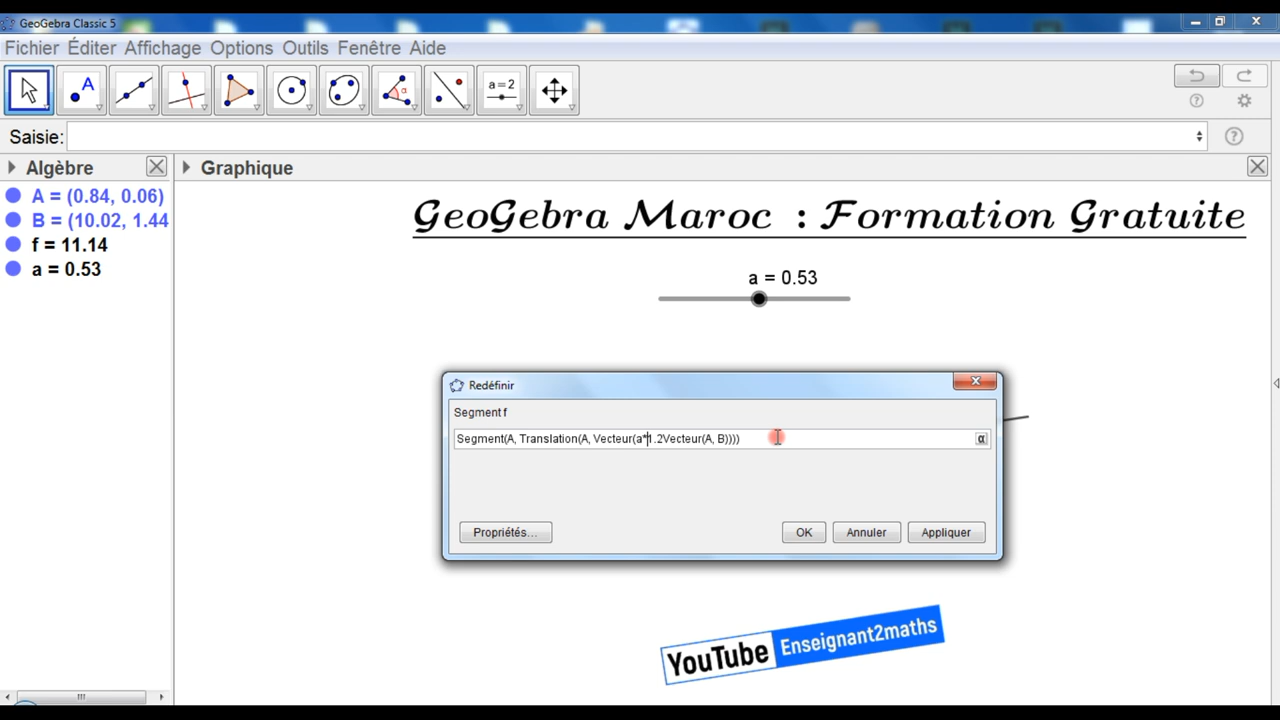 GeoGebra Classic 5
Fichier Éditer Affichage Options Outils Fenêtre Aide
A
α
a=2
Saisie:
Algèbre
Graphique
A = (0.84, 0.06)
B = (10.02, 1.44
f = 11.14
a = 0.53
GeoGebra Maroc : Formation Gratuite
a = 0.53
Redéfinir
Segment f
Segment(A, Translation(A, Vecteur(a*1.2Vecteur(A, B))))
α
Propriétés... OK Annuler Appliquer
YouTube Enseignant2maths